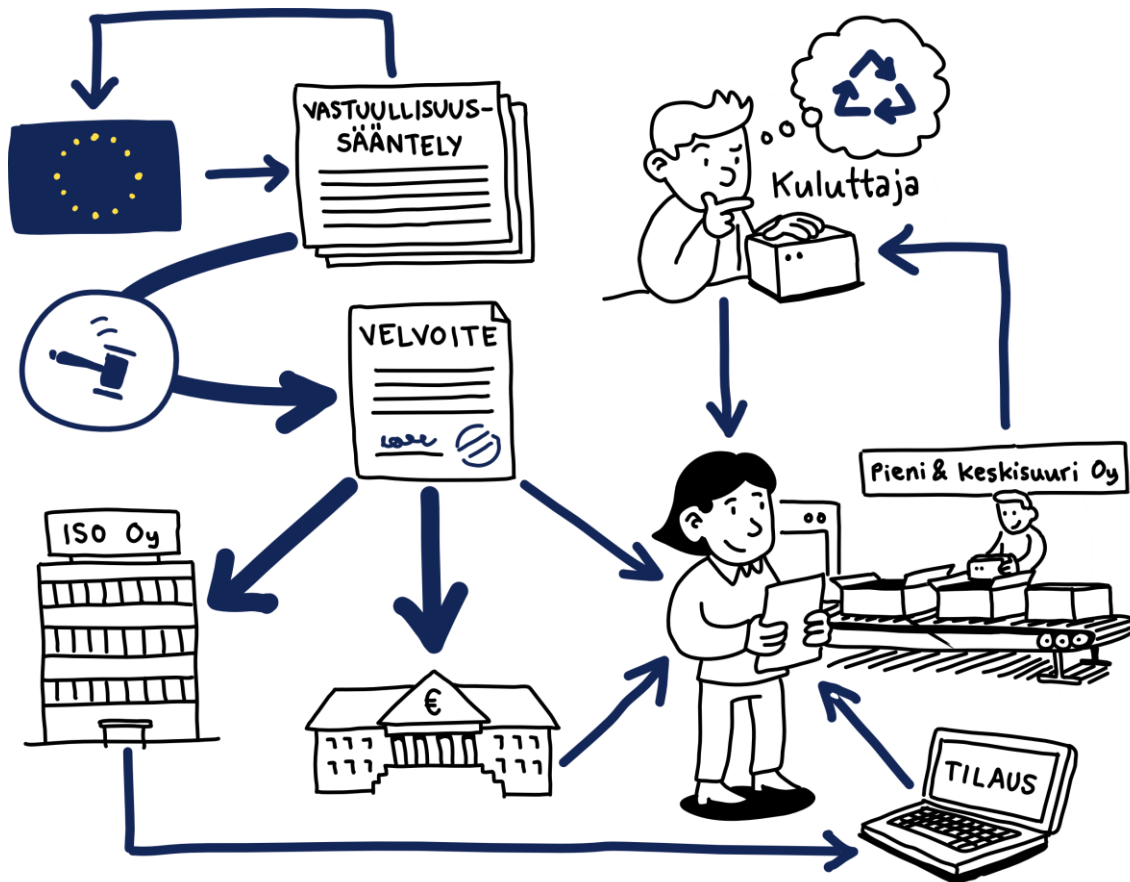 VASTUULLISUUS-
SÄÄNTELY
Kuluttaja
VELVOITE
Pieni & keskisuuri Oy
ISO Oy
€
TILAUS